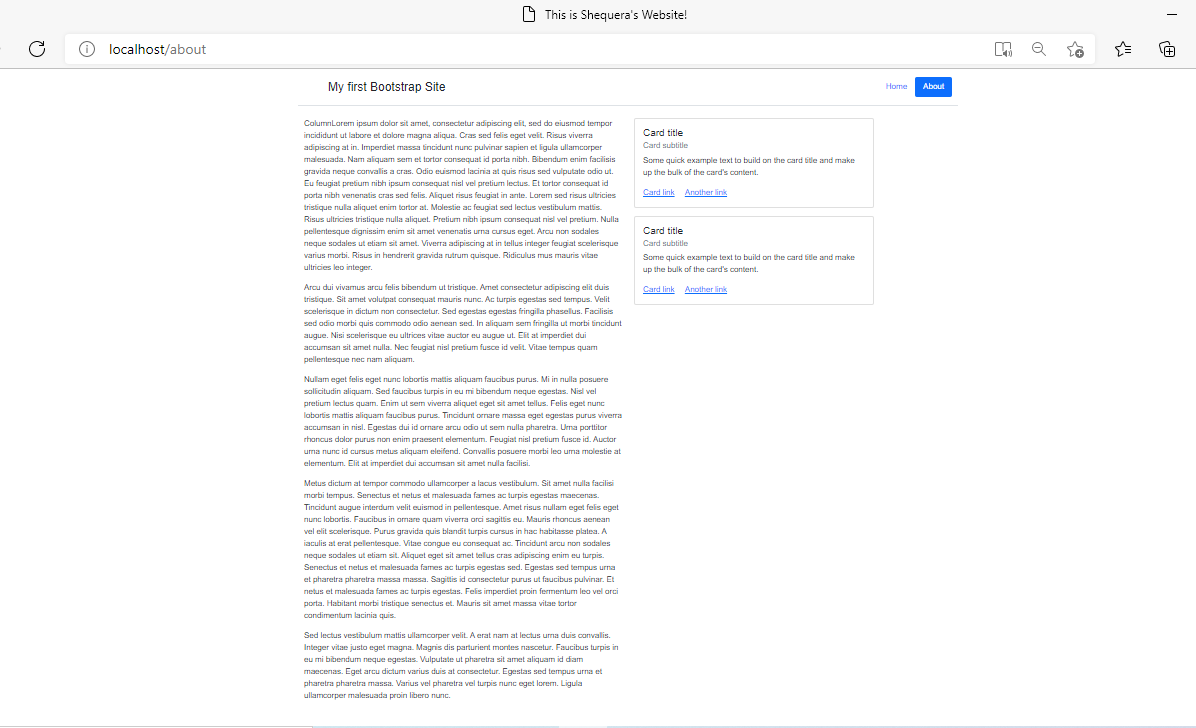 This is Shequera's Website!
localhost/about
My first Bootstrap Site
Home
About
ColumnLorem ipsum dolor sit amet, consectetur adipiscing elit, sed do eiusmod tempor
incididunt ut labore et dolore magna aliqua. Cras sed felis eget velit. Risus viverra
adipiscing at in. Imperdiet massa tincidunt nunc pulvinar sapien et ligula ullamcorper
malesuada. Nam aliquam sem et tortor consequat id porta nibh. Bibendum enim facilisis
gravida neque convallis a cras. Odio euismod lacinia at quis risus sed vulputate odio ut.
Eu feugiat pretium nibh ipsum consequat nisl vel pretium lectus. Et tortor consequat id
porta nibh venenatis cras sed felis. Aliquet risus feugiat in ante. Lorem sed risus ultricies
tristique nulla aliquet enim tortor at. Molestie ac feugiat sed lectus vestibulum mattis.
Risus ultricies tristique nulla aliquet. Pretium nibh ipsum consequat nisl vel pretium. Nulla
pellentesque dignissim enim sit amet venenatis urna cursus eget. Arcu non sodales
neque sodales ut etiam sit amet. Viverra adipiscing at in tellus integer feugiat scelerisque
varius morbi. Risus in hendrerit gravida rutrum quisque. Ridiculus mus mauris vitae
ultricies leo integer.
Arcu dui vivamus arcu felis bibendum ut tristique. Amet consectetur adipiscing elit duis
tristique. Sit amet volutpat consequat mauris nunc. Ac turpis egestas sed tempus. Velit
scelerisque in dictum non consectetur. Sed egestas egestas fringilla phasellus. Facilisis
sed odio morbi quis commodo odio aenean sed. In aliquam sem fringilla ut morbi tincidunt
augue. Nisi scelerisque eu ultrices vitae auctor eu augue ut. Elit at imperdiet dui
accumsan sit amet nulla. Nec feugiat nisl pretium fusce id velit. Vitae tempus quam
pellentesque nec nam aliquam.
Nullam eget felis eget nunc lobortis mattis aliquam faucibus purus. Mi in nulla posuere
sollicitudin aliquam. Sed faucibus turpis in eu mi bibendum neque egestas. Nisl vel
pretium lectus quam. Enim ut sem viverra aliquet eget sit amet tellus. Felis eget nunc
lobortis mattis aliquam faucibus purus. Tincidunt ornare massa eget egestas purus viverra
accumsan in nisl. Egestas dui id ornare arcu odio ut sem nulla pharetra. Urna porttitor
rhoncus dolor purus non enim praesent elementum. Feugiat nisl pretium fusce id. Auctor
urna nunc id cursus metus aliquam eleifend. Convallis posuere morbi leo urna molestie at
elementum. Elit at imperdiet dui accumsan sit amet nulla facilisi.
Metus dictum at tempor commodo ullamcorper a lacus vestibulum. Sit amet nulla facilisi
morbi tempus. Senectus et netus et malesuada fames ac turpis egestas maecenas.
Tincidunt augue interdum velit euismod in pellentesque. Amet risus nullam eget felis eget
nunc lobortis. Faucibus in ornare quam viverra orci sagittis eu. Mauris rhoncus aenean
vel elit scelerisque. Purus gravida quis blandit turpis cursus in hac habitasse platea. A
iaculis at erat pellentesque. Vitae congue eu consequat ac. Tincidunt arcu non sodales
neque sodales ut etiam sit. Aliquet eget sit amet tellus cras adipiscing enim eu turpis.
Senectus et netus et malesuada fames ac turpis egestas sed. Egestas sed tempus urna
et pharetra pharetra massa massa. Sagittis id consectetur purus ut faucibus pulvinar. Et
netus et malesuada fames ac turpis egestas. Felis imperdiet proin fermentum leo vel orci
porta. Habitant morbi tristique senectus et. Mauris sit amet massa vitae tortor
condimentum lacinia quis.
Sed lectus vestibulum mattis ullamcorper velit. A erat nam at lectus urna duis convallis.
Integer vitae justo eget magna. Magnis dis parturient montes nascetur. Faucibus turpis in
eu mi bibendum neque egestas. Vulputate ut pharetra sit amet aliquam id diam
maecenas. Eget arcu dictum varius duis at consectetur. Egestas sed tempus urna et
pharetra pharetra massa. Varius vel pharetra vel turpis nunc eget lorem. Ligula
ullamcorper malesuada proin libero nunc.
Card title
Card subtitle
Some quick example text to build on the card title and make
up the bulk of the card's content.
Card link Another link
Card title
Card subtitle
Some quick example text to build on the card title and make
up the bulk of the card's content.
Card link Another link